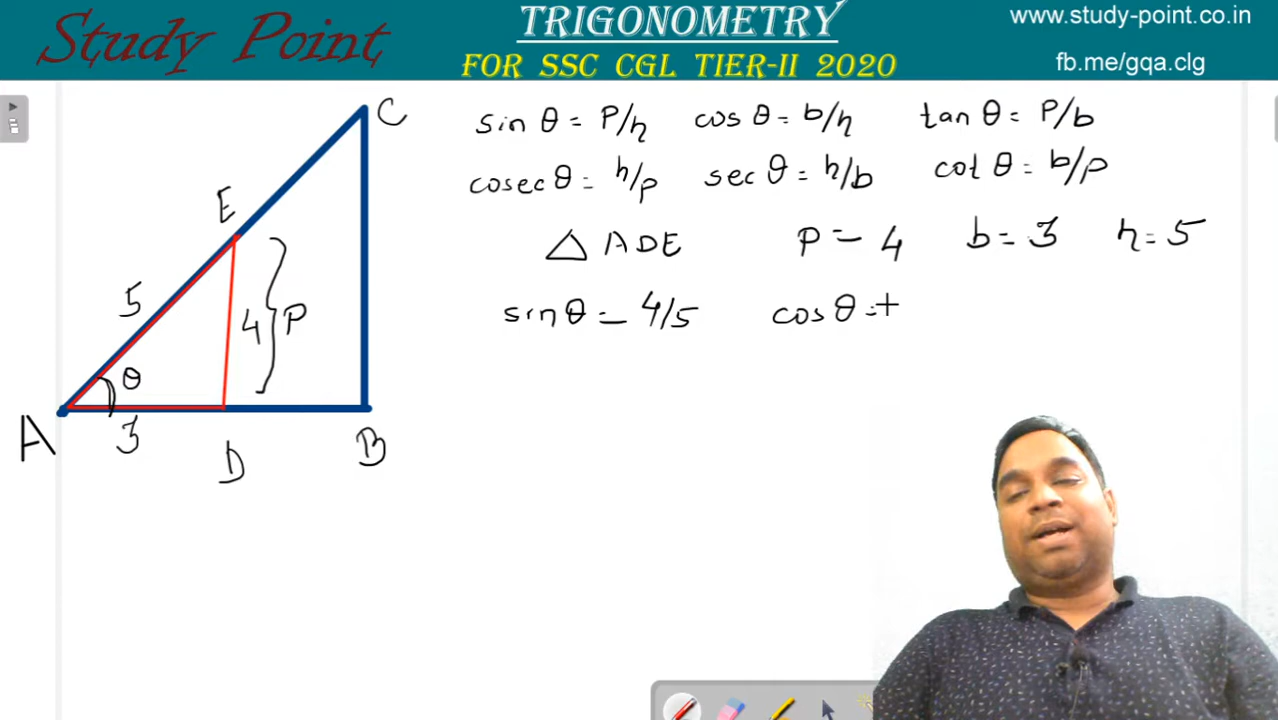 Study Point
TRIGONOMETRY
FOR SSC CGL TIER-II 2020
www.study-point.co.in
fb.me/gqa.clg
C
E
5
4
P
θ
A
3
D
B
sin θ = P/h cos θ = b/h tan θ = P/b
cosec θ = h/p sec θ = h/b cot θ = b/p
△ ADE P = 4 b = 3 h = 5
sin θ = 4/5 cos θ =+